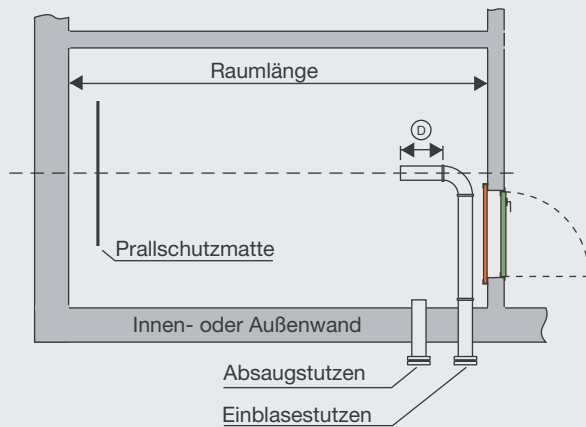 Raumlänge
D
Prallschutzmatte
Innen- oder Außenwand
Absaugstutzen
Einblasestutzen